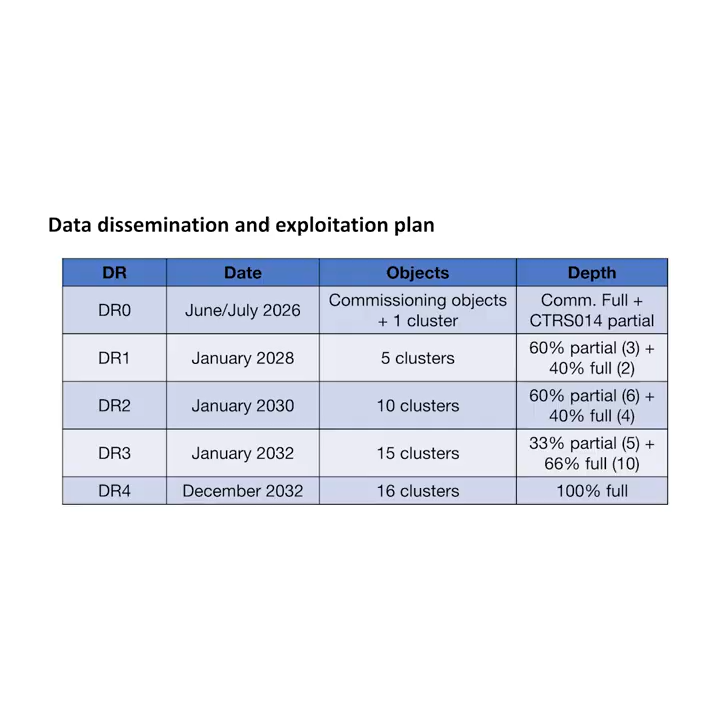 Data dissemination and exploitation plan
DR Date Objects Depth
DR0 June/July 2026 Commissioning objects + 1 cluster Comm. Full + CTRS014 partial
DR1 January 2028 5 clusters 60% partial (3) + 40% full (2)
DR2 January 2030 10 clusters 60% partial (6) + 40% full (4)
DR3 January 2032 15 clusters 33% partial (5) + 66% full (10)
DR4 December 2032 16 clusters 100% full